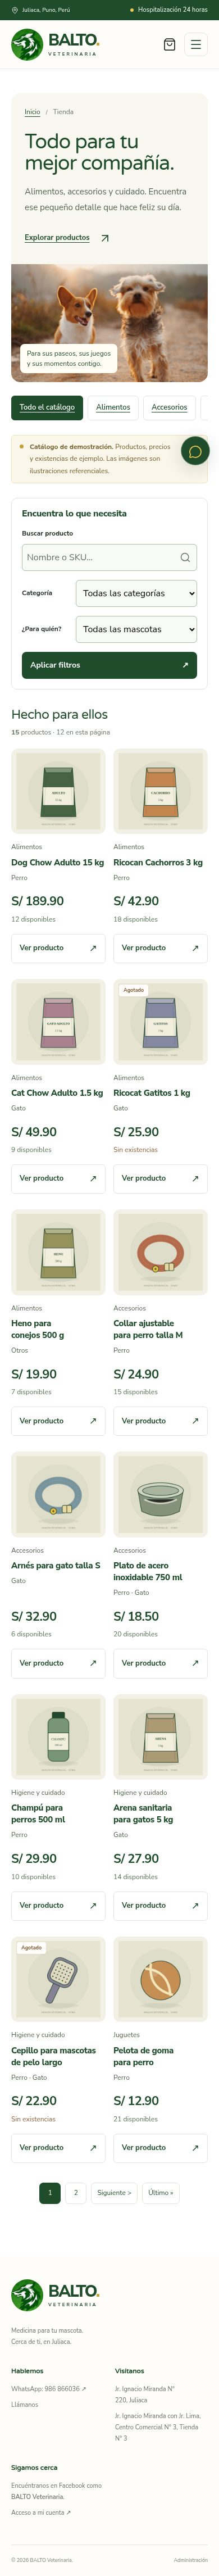 Juliaca, Puno, Perú
Hospitalización 24 horas
BALTO.
VETERINARIA
Inicio / Tienda
Todo para tu
mejor compañía.
Alimentos, accesorios y cuidado. Encuentra
ese pequeño detalle que hace feliz su día.
Explorar productos
Para sus paseos, sus juegos
y sus momentos contigo.
Todo el catálogo
Alimentos
Accesorios
Catálogo de demostración. Productos, precios
y existencias de ejemplo. Las imágenes son
ilustraciones referenciales.
Encuentra lo que necesita
Buscar producto
Nombre o SKU...
Categoría
Todas las categorías
¿Para quién?
Todas las mascotas
Aplicar filtros ↗
Hecho para ellos
15 productos · 12 en esta página
Alimentos
Dog Chow Adulto 15 kg
Perro
S/ 189.90
12 disponibles
Ver producto ↗
Alimentos
Ricocan Cachorros 3 kg
Perro
S/ 42.90
18 disponibles
Ver producto ↗
Alimentos
Cat Chow Adulto 1.5 kg
Gato
S/ 49.90
9 disponibles
Ver producto ↗
Agotado
Alimentos
Ricocat Gatitos 1 kg
Gato
S/ 25.90
Sin existencias
Ver producto ↗
Alimentos
Heno para
conejos 500 g
Otros
S/ 19.90
7 disponibles
Ver producto ↗
Accesorios
Collar ajustable
para perro talla M
Perro
S/ 24.90
15 disponibles
Ver producto ↗
Accesorios
Arnés para gato talla S
Gato
S/ 32.90
6 disponibles
Ver producto ↗
Accesorios
Plato de acero
inoxidable 750 ml
Perro · Gato
S/ 18.50
20 disponibles
Ver producto ↗
Higiene y cuidado
Champú para
perros 500 ml
Perro
S/ 29.90
10 disponibles
Ver producto ↗
Higiene y cuidado
Arena sanitaria
para gatos 5 kg
Gato
S/ 27.90
14 disponibles
Ver producto ↗
Agotado
Higiene y cuidado
Cepillo para mascotas
de pelo largo
Perro · Gato
S/ 22.90
Sin existencias
Ver producto ↗
Juguetes
Pelota de goma
para perro
Perro
S/ 12.90
21 disponibles
Ver producto ↗
1 2 Siguiente > Último »
BALTO.
VETERINARIA
Medicina para tu mascota.
Cerca de ti, en Juliaca.
Hablemos
WhatsApp: 986 866036 ↗
Llámanos
Visítanos
Jr. Ignacio Miranda N°
220, Juliaca
Jr. Ignacio Miranda con Jr. Lima,
Centro Comercial N° 3, Tienda
N° 3
Sigamos cerca
Encuéntranos en Facebook como
BALTO Veterinaria.
Acceso a mi cuenta ↗
© 2026 BALTO Veterinaria.
Administración